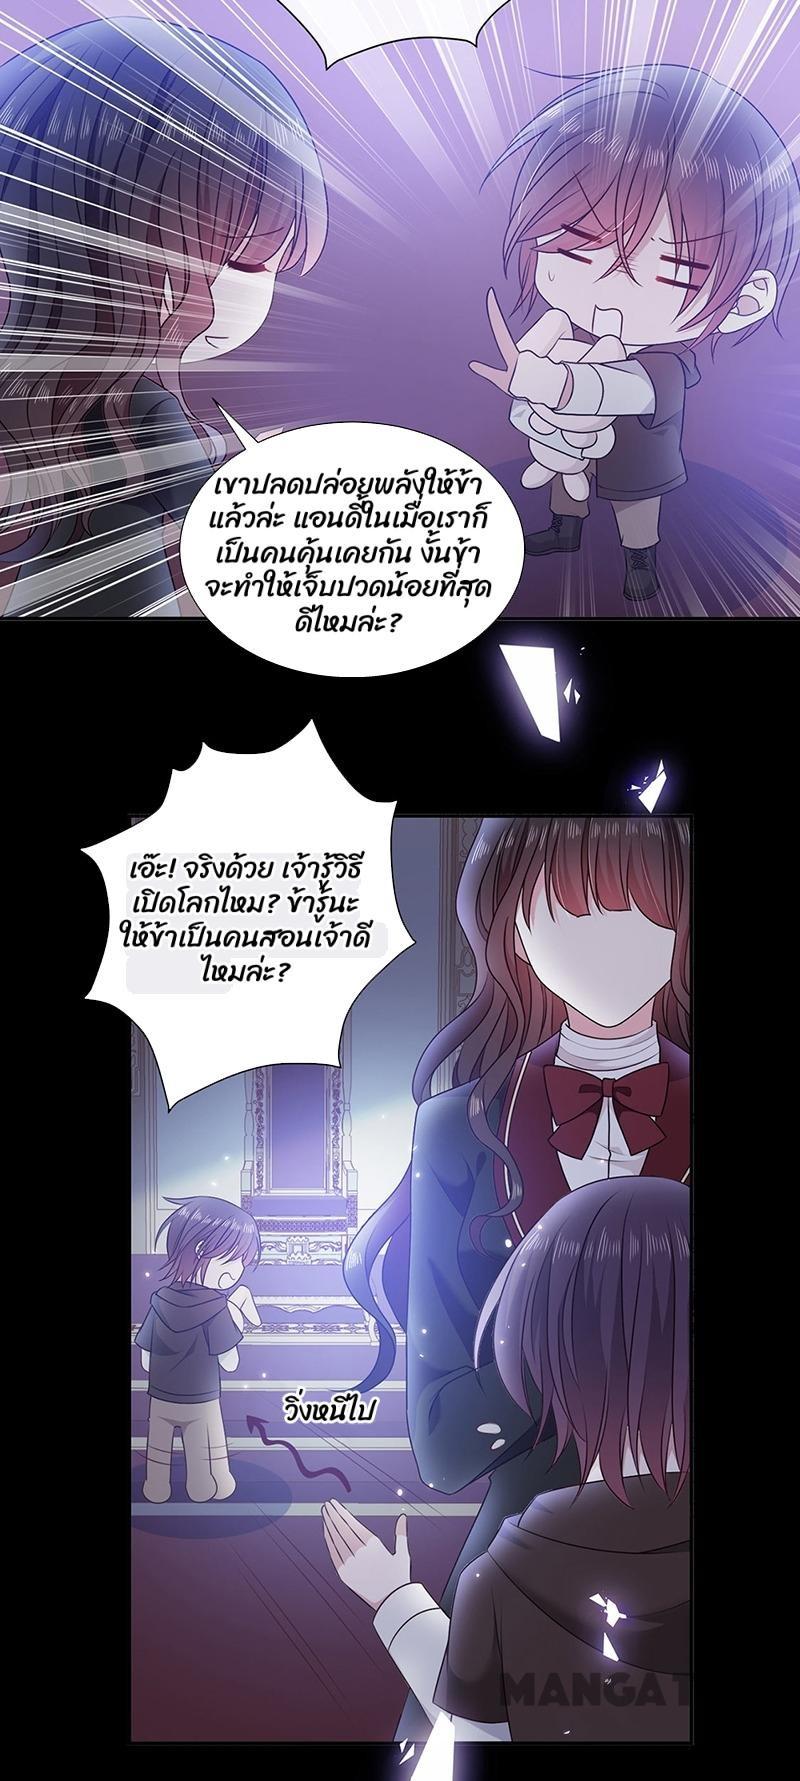 เขาปลดปล่อยพลังให้ข้า
แล้วล่ะ แอนดี้ในเมื่อเราก็
เป็นคนคุ้นเคยกัน งั้นข้า
จะทำให้เจ็บปวดน้อยที่สุด
ดีไหมล่ะ?
เอ๊ะ! จริงด้วย เจ้ารู้วิธี
เปิดโลกไหม? ข้ารู้นะ
ให้ข้าเป็นคนสอนเจ้าดี
ไหมล่ะ?
วิ่งหนีไป
MANGAT